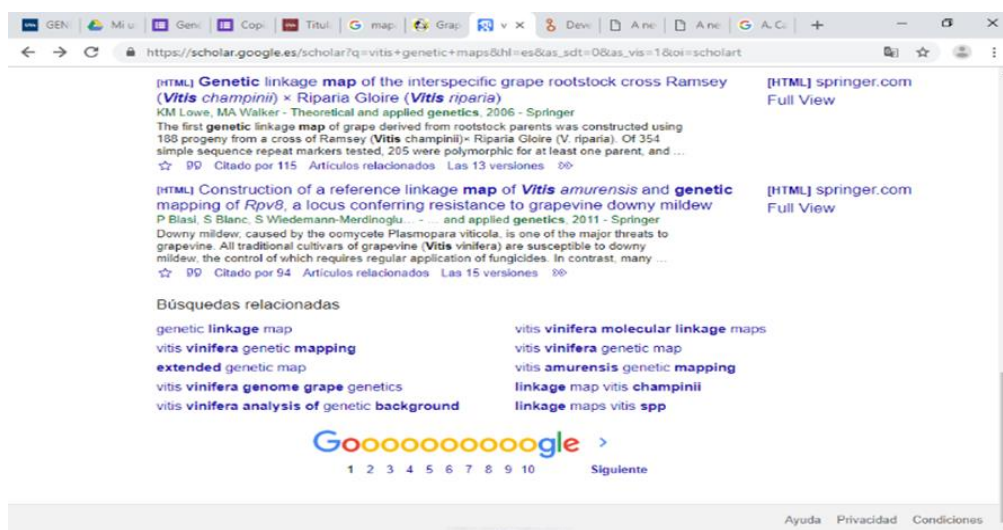 GEN
Mi u
Gene
Copi
Titul
map
Grap
v
Deve
A ne
A ne
A. Ca
https://scholar.google.es/scholar?q=vitis+genetic+maps&hl=es&as_sdt=0&as_vis=1&oi=scholart
[HTML] Genetic linkage map of the interspecific grape rootstock cross Ramsey
(Vitis champinii) × Riparia Gloire (Vitis riparia)
KM Lowe, MA Walker - Theoretical and applied genetics, 2006 - Springer
The first genetic linkage map of grape derived from rootstock parents was constructed using
188 progeny from a cross of Ramsey (Vitis champinii)× Riparia Gloire (V. riparia). Of 354
simple sequence repeat markers tested, 205 were polymorphic for at least one parent, and ...
Citado por 115 Artículos relacionados Las 13 versiones
[HTML] springer.com
Full View
[HTML] Construction of a reference linkage map of Vitis amurensis and genetic
mapping of Rpv8, a locus conferring resistance to grapevine downy mildew
P Blasi, S Blanc, S Wiedemann-Merdinoglu... - ... and applied genetics, 2011 - Springer
Downy mildew, caused by the oomycete Plasmopara viticola, is one of the major threats to
grapevine. All traditional cultivars of grapevine (Vitis vinifera) are susceptible to downy
mildew, the control of which requires regular application of fungicides. In contrast, many ...
Citado por 94 Artículos relacionados Las 15 versiones
[HTML] springer.com
Full View
Búsquedas relacionadas
genetic linkage map
vitis vinifera genetic mapping
extended genetic map
vitis vinifera genome grape genetics
vitis vinifera analysis of genetic background
vitis vinifera molecular linkage maps
vitis vinifera genetic map
vitis amurensis genetic mapping
linkage map vitis champinii
linkage maps vitis spp
Goooooooooogle
1 2 3 4 5 6 7 8 9 10 Siguiente
Ayuda Privacidad Condiciones